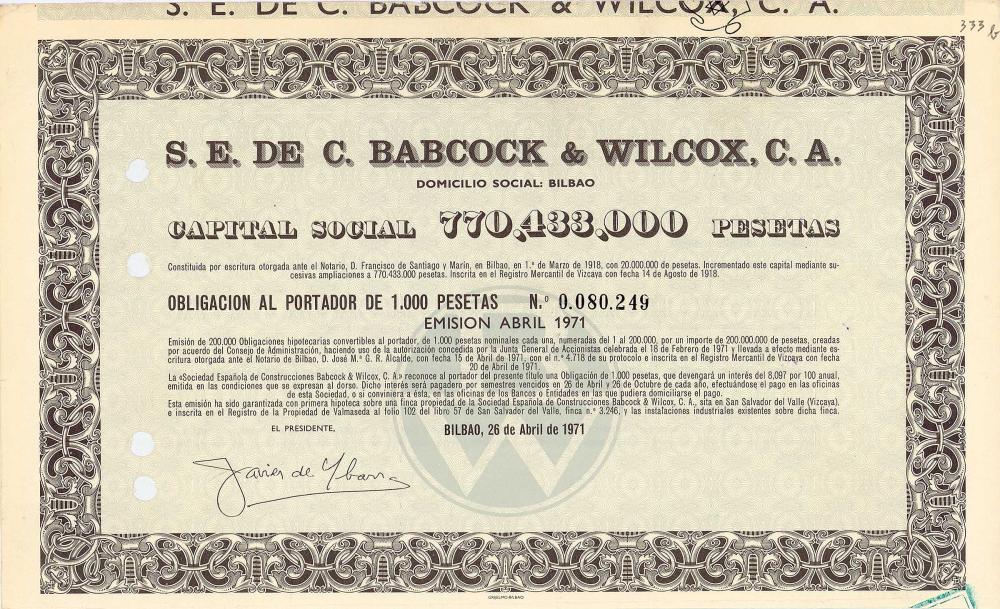 S. E. DE C. BABCOCK & WILCOX, C. A.
333 b
S. E. DE C. BABCOCK & WILCOX, C. A.
DOMICILIO SOCIAL: BILBAO
CAPITAL SOCIAL 770,433,000 PESETAS
Constituida por escritura otorgada ante el Notario, D. Francisco de Santiago y Marín, en Bilbao, en 1.º de Marzo de 1918, con 20.000.000 de pesetas. Incrementado este capital mediante su-
cesivas ampliaciones a 770.433.000 pesetas. Inscrita en el Registro Mercantil de Vizcaya con fecha 14 de Agosto de 1918.
OBLIGACION AL PORTADOR DE 1.000 PESETAS N.º 0.080.249
EMISION ABRIL 1971
Emisión de 200.000 Obligaciones hipotecarias convertibles al portador, de 1.000 pesetas nominales cada una, numeradas del 1 al 200.000, por un importe de 200.000.000 de pesetas, creadas
por acuerdo del Consejo de Administración, haciendo uso de la autorización concedida por la Junta General de Accionistas celebrada el 18 de Febrero de 1971 y llevada a efecto mediante es-
critura otorgada ante el Notario de Bilbao, D. José M.ª G. R. Alcalde, con fecha 15 de Abril de 1971, con el n.º 4.718 de su protocolo e inscrita en el Registro Mercantil de Vizcaya con fecha
20 de Abril de 1971.
La «Sociedad Española de Construcciones Babcock & Wilcox, C. A.» reconoce al portador del presente título una Obligación de 1.000 pesetas, que devengará un interés del 8,097 por 100 anual,
emitida en las condiciones que se expresan al dorso. Dicho interés será pagadero por semestres vencidos en 26 de Abril y 26 de Octubre de cada año, efectuándose el pago en las oficinas
de esta Sociedad, o si conviniera a ésta, en las oficinas de los Bancos o Entidades en las que pudiera domiciliarse el pago.
Esta emisión ha sido garantizada con primera hipoteca sobre una finca propiedad de la Sociedad Española de Construcciones Babcock & Wilcox, C. A., sita en San Salvador del Valle (Vizcaya),
e inscrita en el Registro de la Propiedad de Valmaseda al folio 102 del libro 57 de San Salvador del Valle, finca n.º 3.246, y las instalaciones industriales existentes sobre dicha finca.
EL PRESIDENTE,
BILBAO, 26 de Abril de 1971
Javier de Ybarra
GRIJELMO-BILBAO